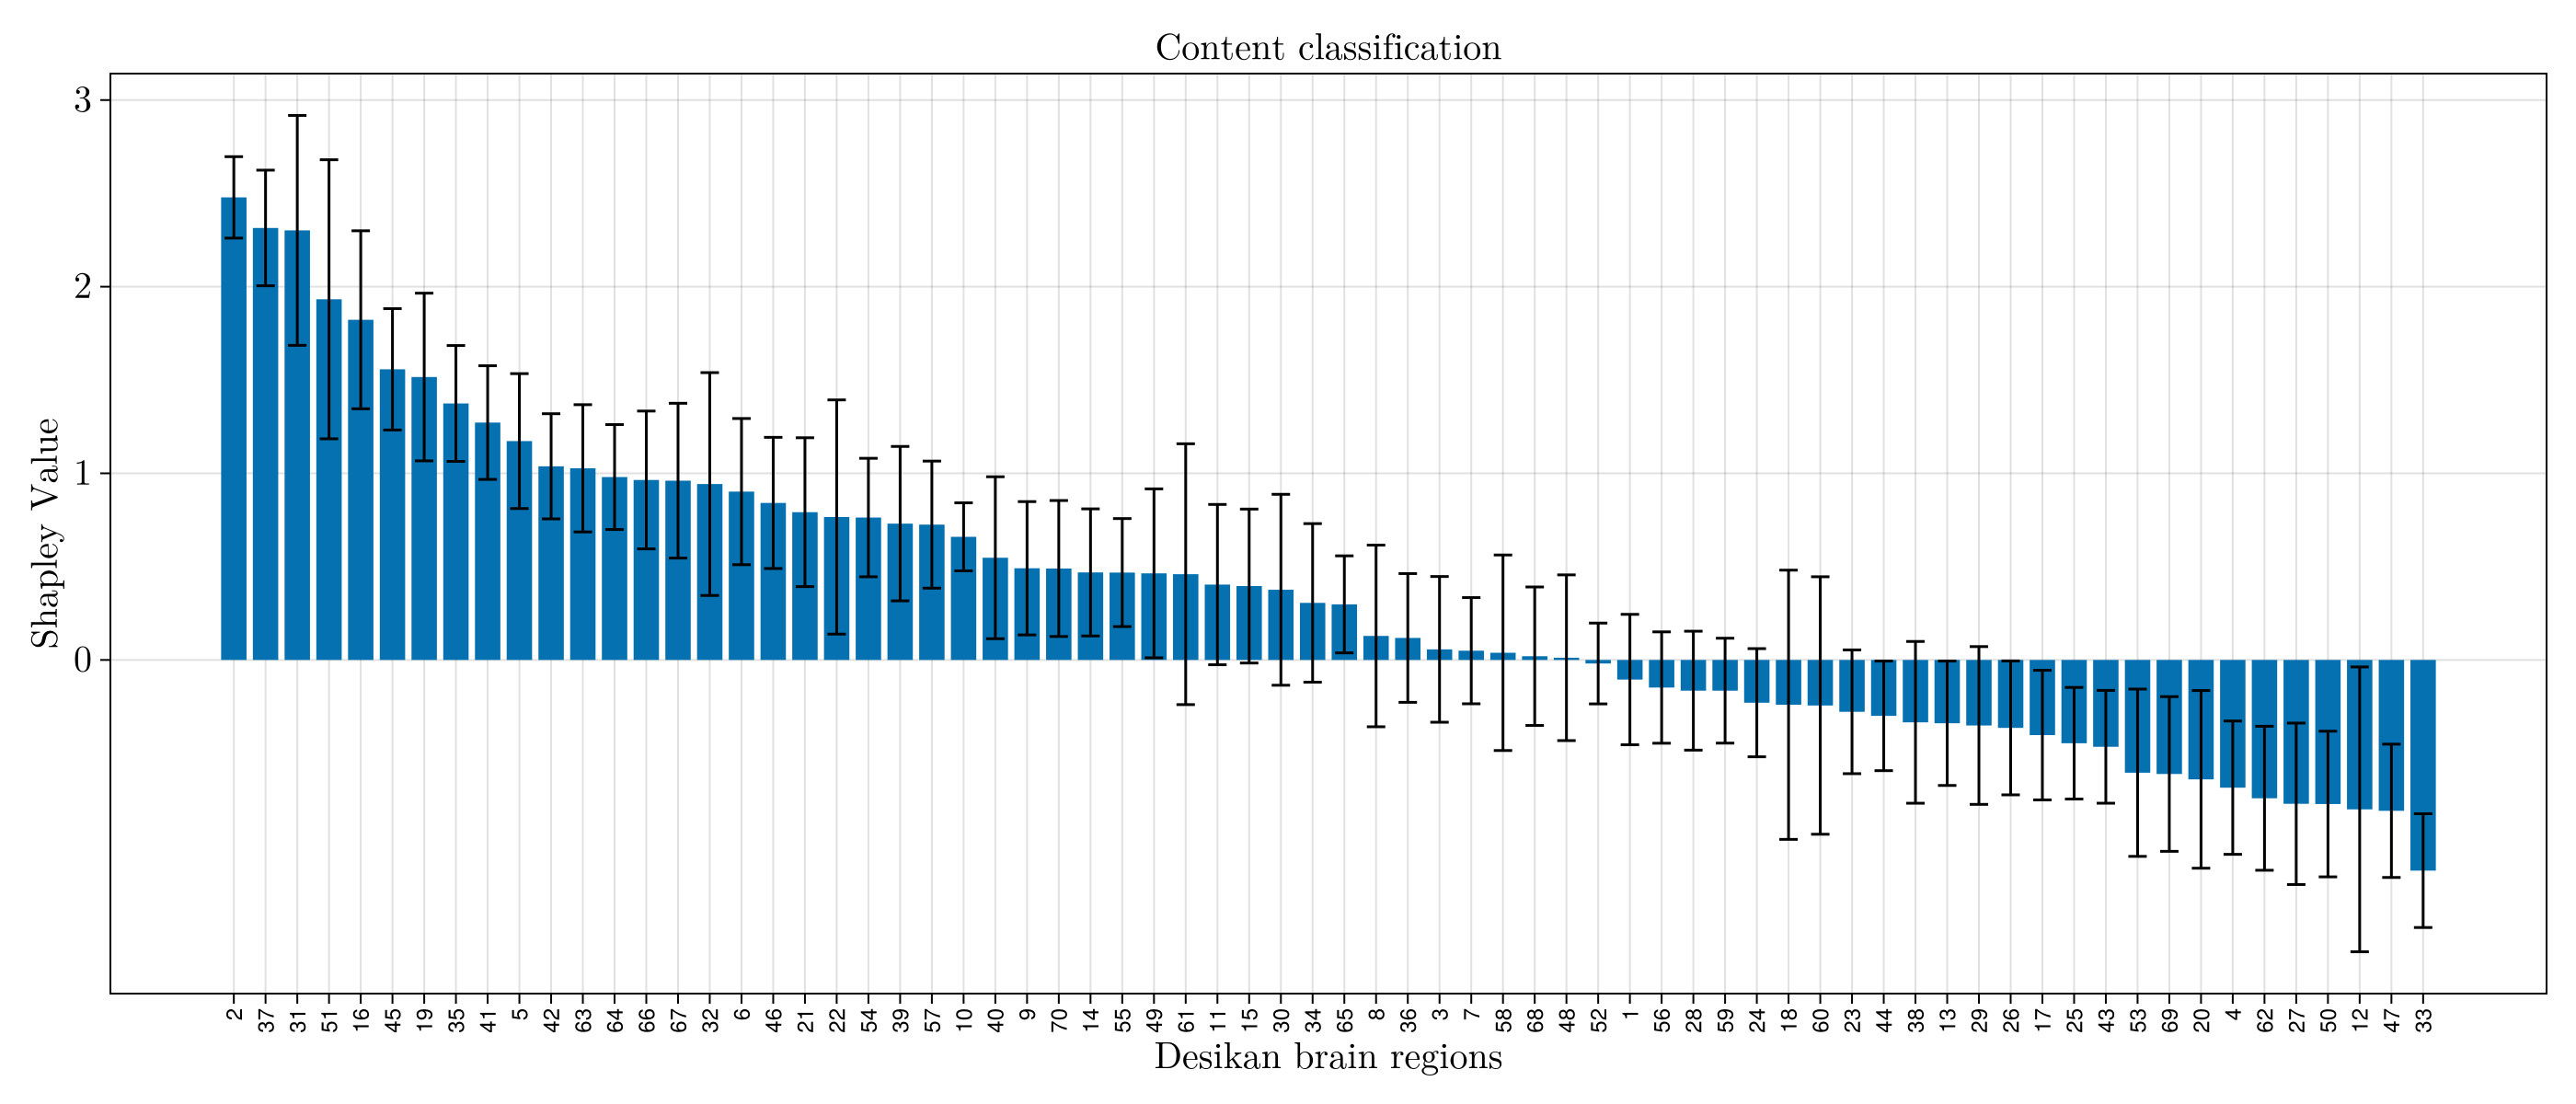 Content classification
3
2
1
0
Shapley Value
2 37 31 51 16 45 19 35 41 5 42 63 64 66 67 32 6 46 21 22 54 39 57 10 40 9 70 14 55 49 61 11 15 30 34 65 8 36 3 7 58 68 48 52 1 56 28 59 24 18 60 23 44 38 13 29 26 17 25 43 53 69 20 4 62 27 50 12 47 33
Desikan brain regions